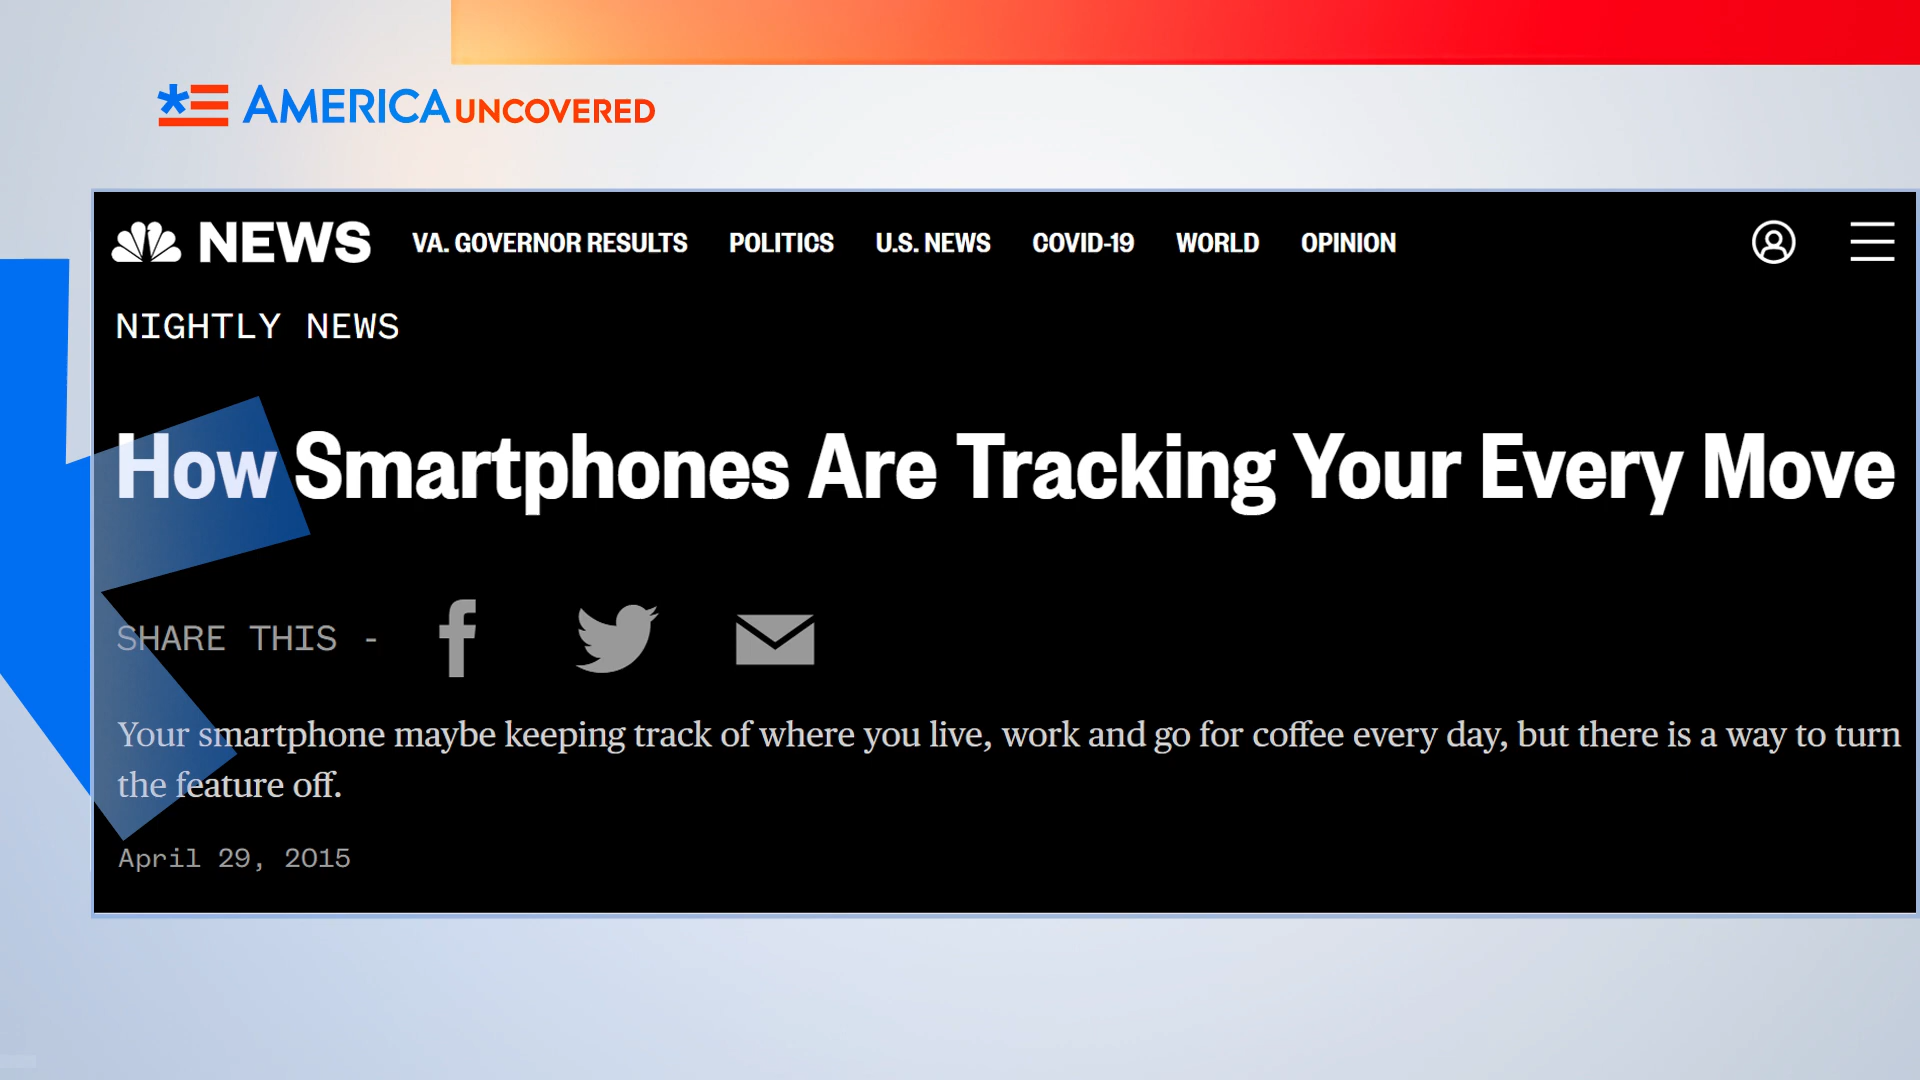 AMERICA UNCOVERED
NEWS VA. GOVERNOR RESULTS POLITICS U.S. NEWS COVID-19 WORLD OPINION
NIGHTLY NEWS
How Smartphones Are Tracking Your Every Move
SHARE THIS -
Your smartphone maybe keeping track of where you live, work and go for coffee every day, but there is a way to turn
the feature off.
April 29, 2015